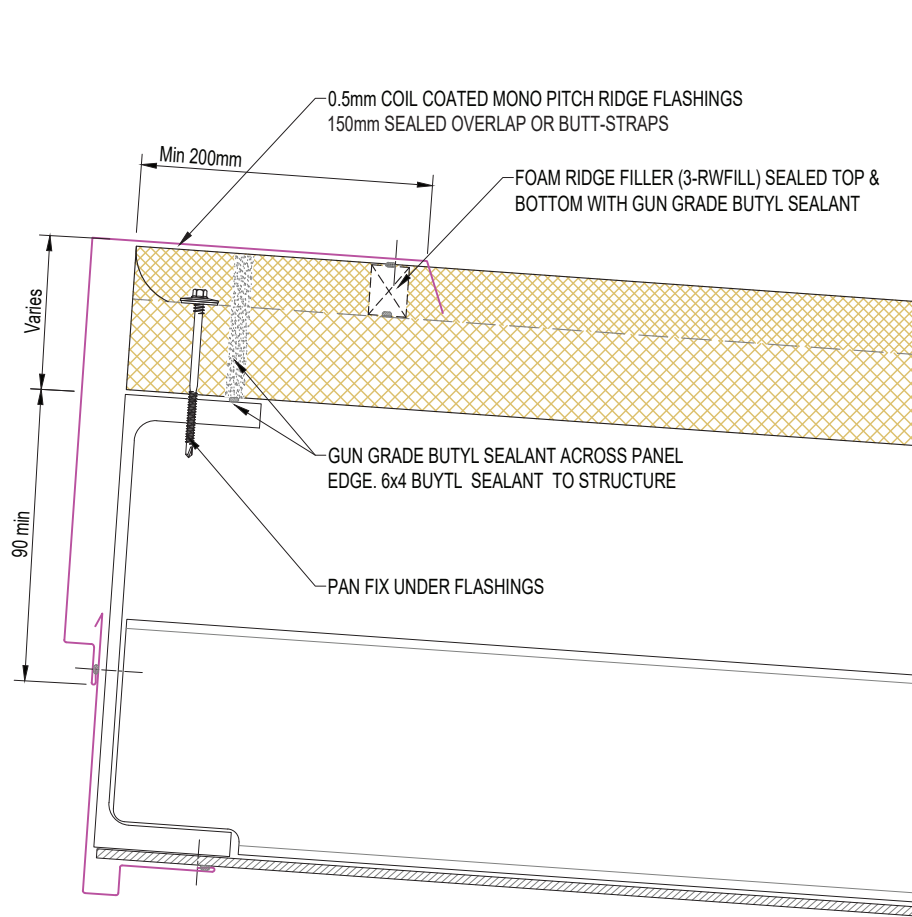 0.5mm COIL COATED MONO PITCH RIDGE FLASHINGS
150mm SEALED OVERLAP OR BUTT-STRAPS
Min 200mm
FOAM RIDGE FILLER (3-RWFILL) SEALED TOP &
BOTTOM WITH GUN GRADE BUTYL SEALANT
Varies
GUN GRADE BUTYL SEALANT ACROSS PANEL
EDGE. 6x4 BUYTL SEALANT TO STRUCTURE
90 min
PAN FIX UNDER FLASHINGS